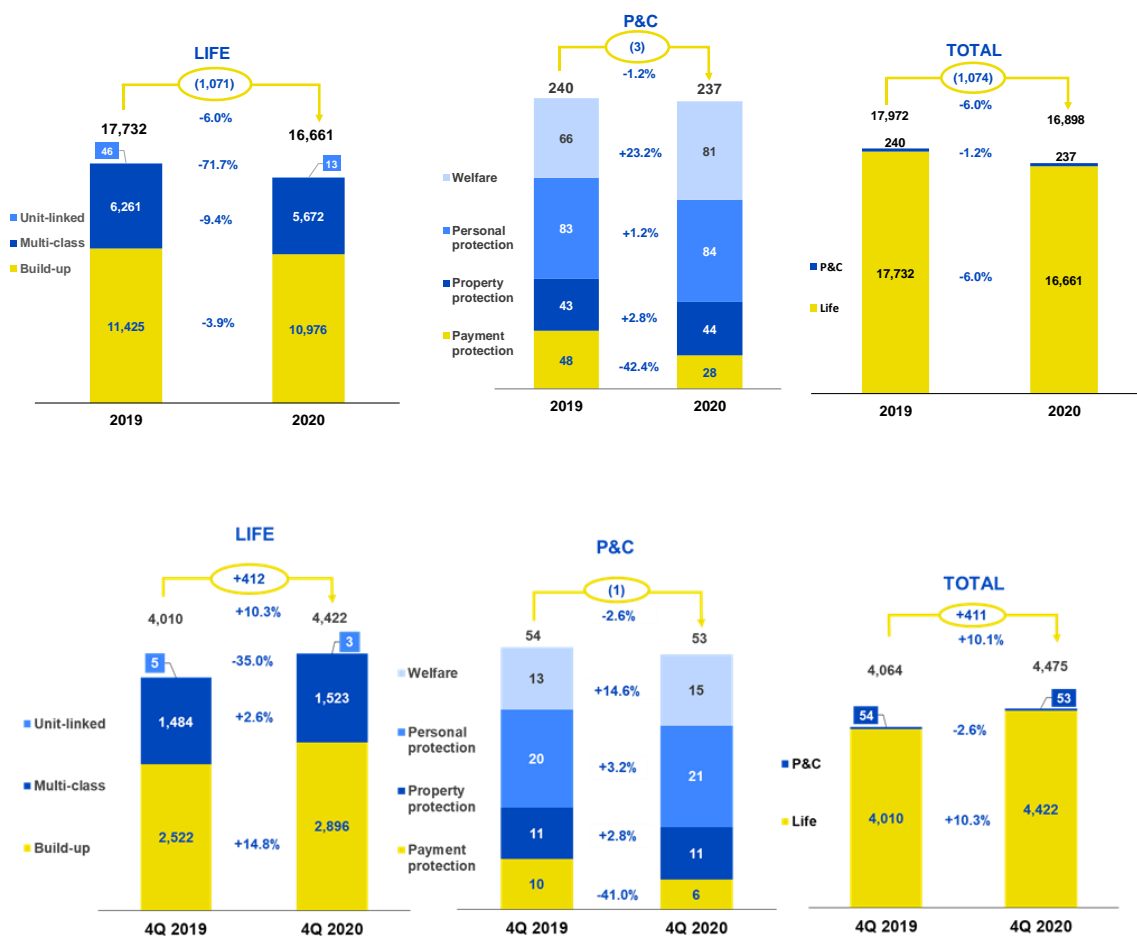 LIFE
(1,071)
-6.0%
17,732
16,661
46
-71.7%
13
6,261
-9.4%
5,672
Unit-linked
Multi-class
Build-up
11,425
-3.9%
10,976
2019
2020
P&C
(3)
-1.2%
240
237
66
+23.2%
81
Welfare
83
+1.2%
84
Personal
protection
43
+2.8%
44
Property
protection
48
-42.4%
28
Payment
protection
2019
2020
TOTAL
(1,074)
-6.0%
17,972
16,898
240
-1.2%
237
P&C
17,732
-6.0%
16,661
Life
2019
2020
LIFE
+412
+10.3%
4,010
4,422
5
-35.0%
3
1,484
+2.6%
1,523
Unit-linked
Multi-class
Build-up
2,522
+14.8%
2,896
4Q 2019
4Q 2020
P&C
(1)
-2.6%
54
53
Welfare
13
+14.6%
15
Personal
protection
20
+3.2%
21
Property
protection
11
+2.8%
11
Payment
protection
10
-41.0%
6
4Q 2019
4Q 2020
TOTAL
+411
+10.1%
4,064
4,475
54
-2.6%
53
P&C
Life
4,010
+10.3%
4,422
4Q 2019
4Q 2020